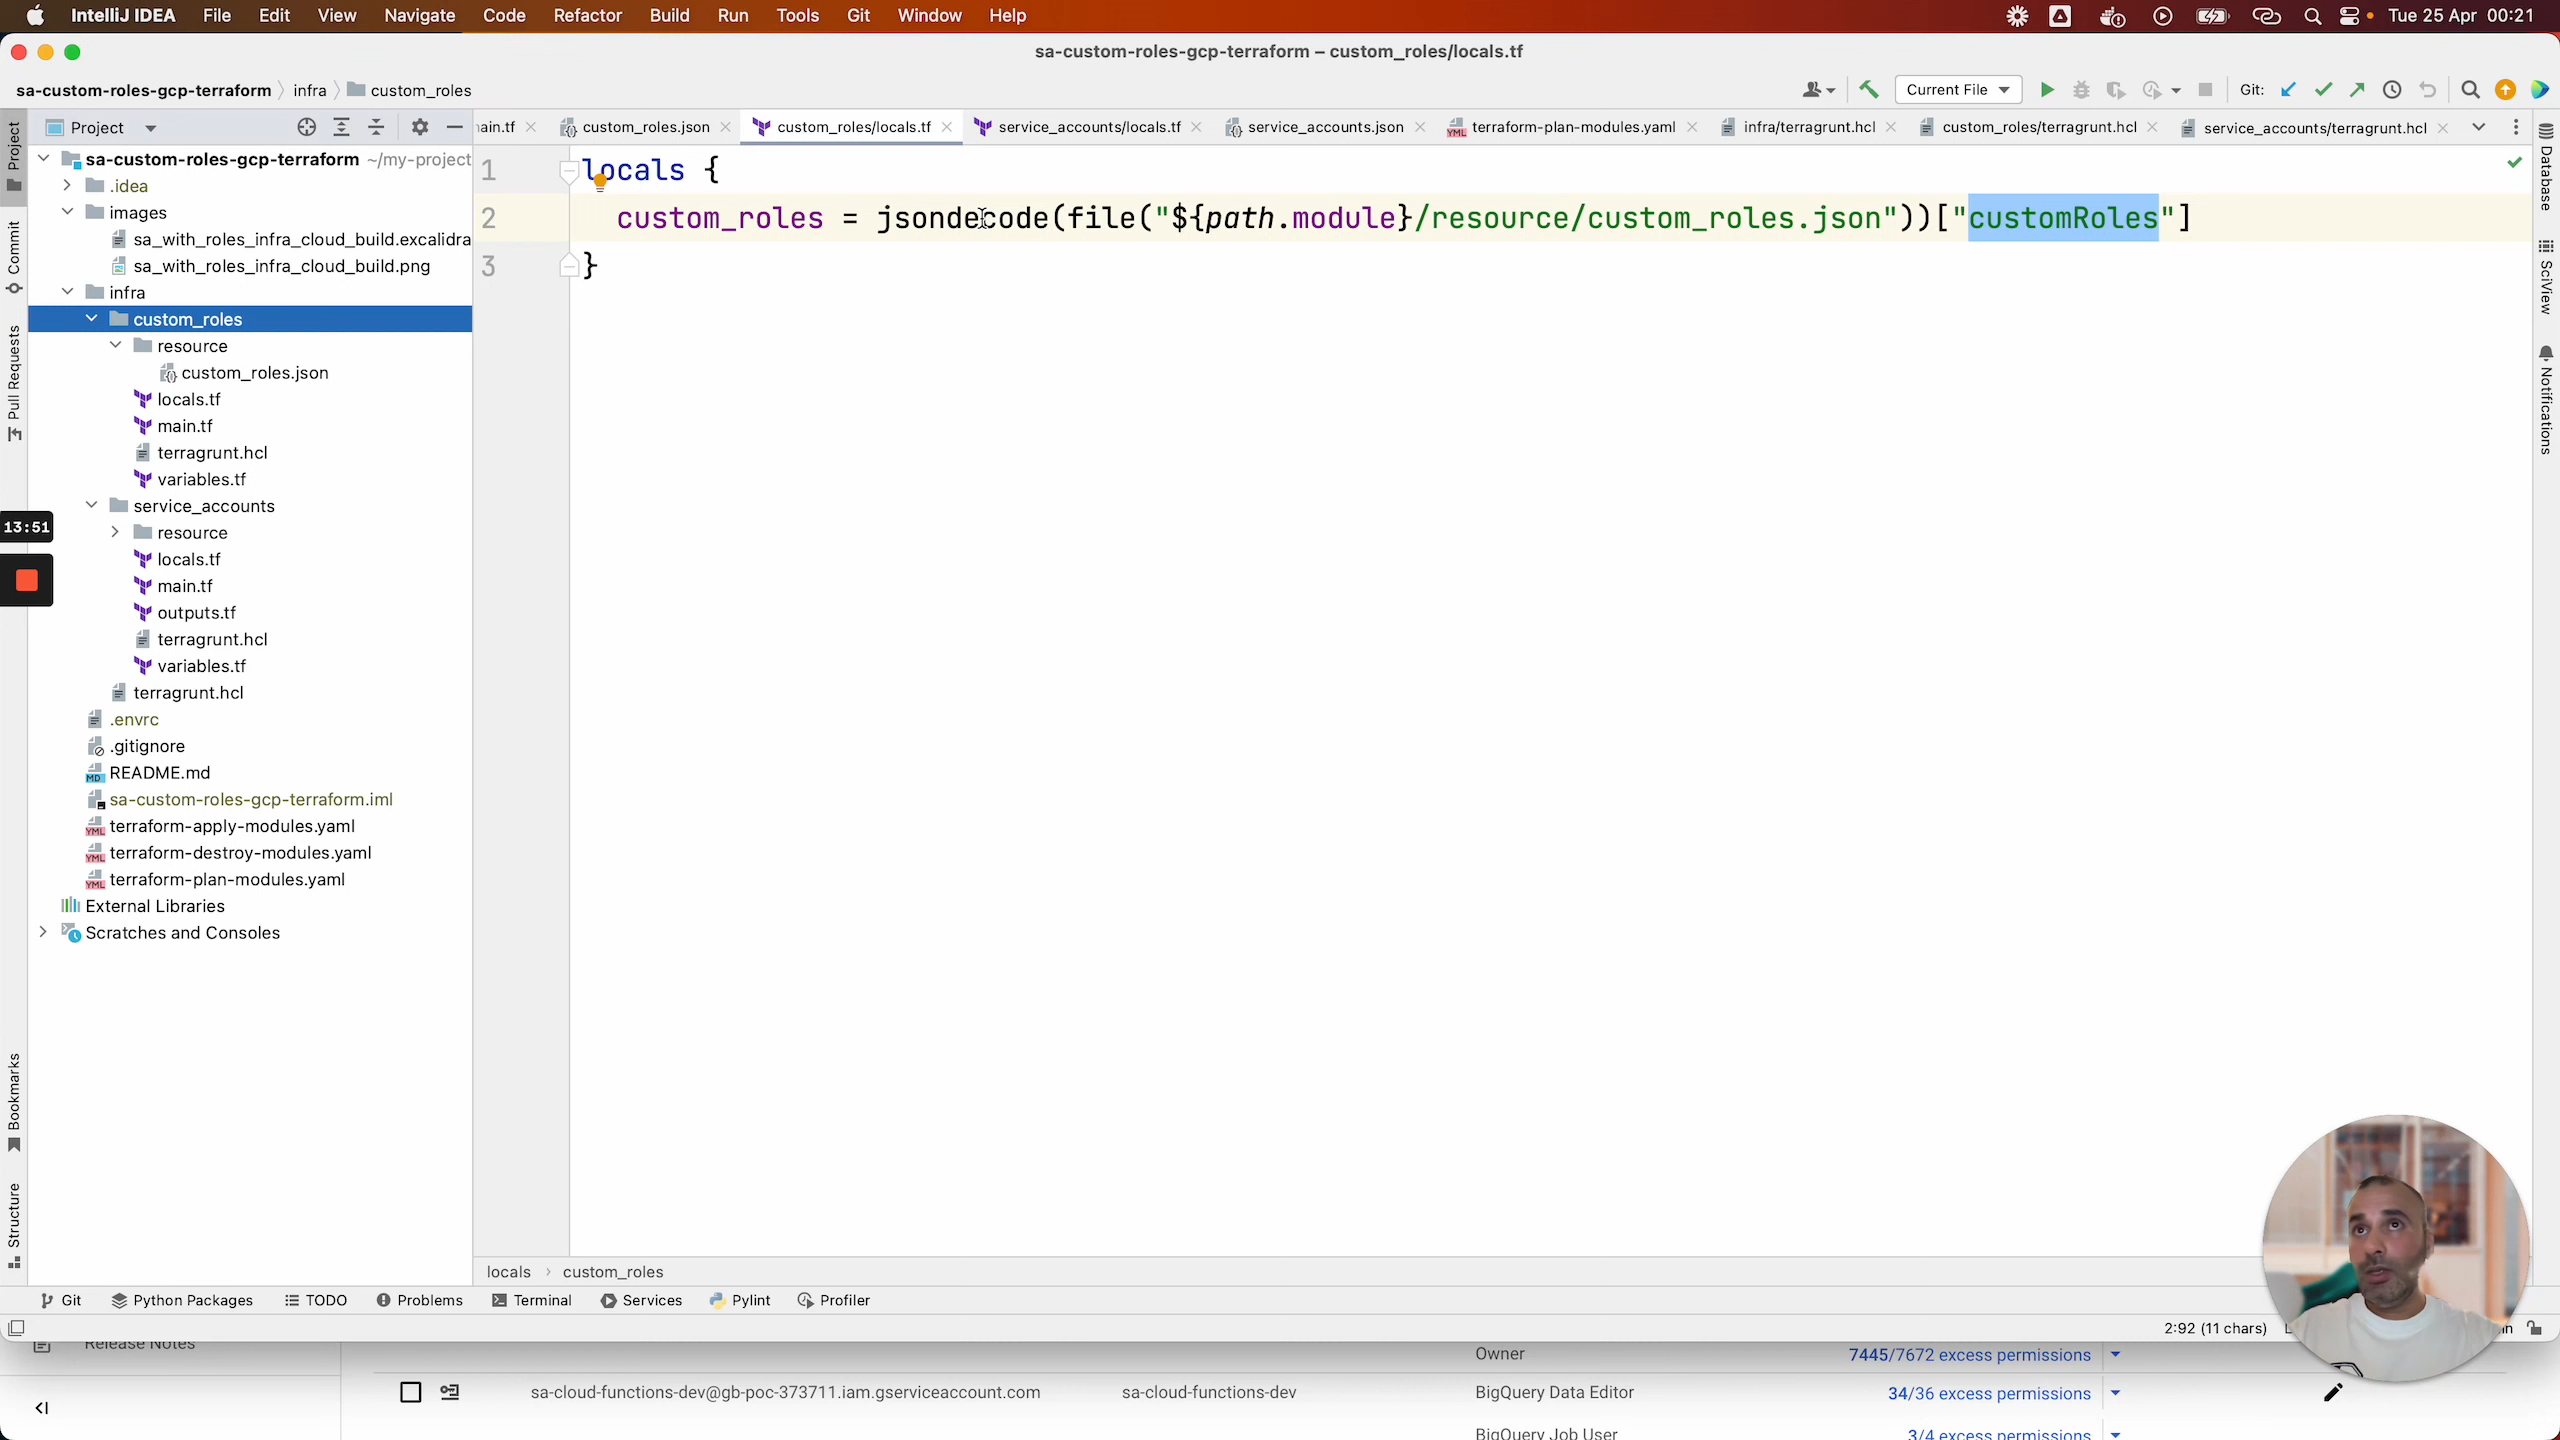 IntelliJ IDEA File Edit View Navigate Code Refactor Build Run Tools Git Window Help Tue 25 Apr 00:21
sa-custom-roles-gcp-terraform – custom_roles/locals.tf
sa-custom-roles-gcp-terraform infra custom_roles Current File Git:
Project ain.tf custom_roles.json custom_roles/locals.tf service_accounts/locals.tf service_accounts.json terraform-plan-modules.yaml infra/terragrunt.hcl custom_roles/terragrunt.hcl service_accounts/terragrunt.hcl
sa-custom-roles-gcp-terraform ~/my-project
.idea
images
sa_with_roles_infra_cloud_build.excalidra
sa_with_roles_infra_cloud_build.png
infra
custom_roles
resource
custom_roles.json
locals.tf
main.tf
terragrunt.hcl
variables.tf
service_accounts
resource
locals.tf
main.tf
outputs.tf
terragrunt.hcl
variables.tf
terragrunt.hcl
.envrc
.gitignore
README.md
sa-custom-roles-gcp-terraform.iml
terraform-apply-modules.yaml
terraform-destroy-modules.yaml
terraform-plan-modules.yaml
External Libraries
Scratches and Consoles
1 locals {
2 custom_roles = jsondecode(file("${path.module}/resource/custom_roles.json"))["customRoles"]
3 }
Project
Commit
Pull Requests
13:51
Bookmarks
Structure
Database
SciView
Notifications
locals custom_roles
Git Python Packages TODO Problems Terminal Services Pylint Profiler
2:92 (11 chars)
Release Notes
Owner 7445/7672 excess permissions
sa-cloud-functions-dev@gb-poc-373711.iam.gserviceaccount.com sa-cloud-functions-dev BigQuery Data Editor 34/36 excess permissions
BigQuery Job User 3/4 excess permissions